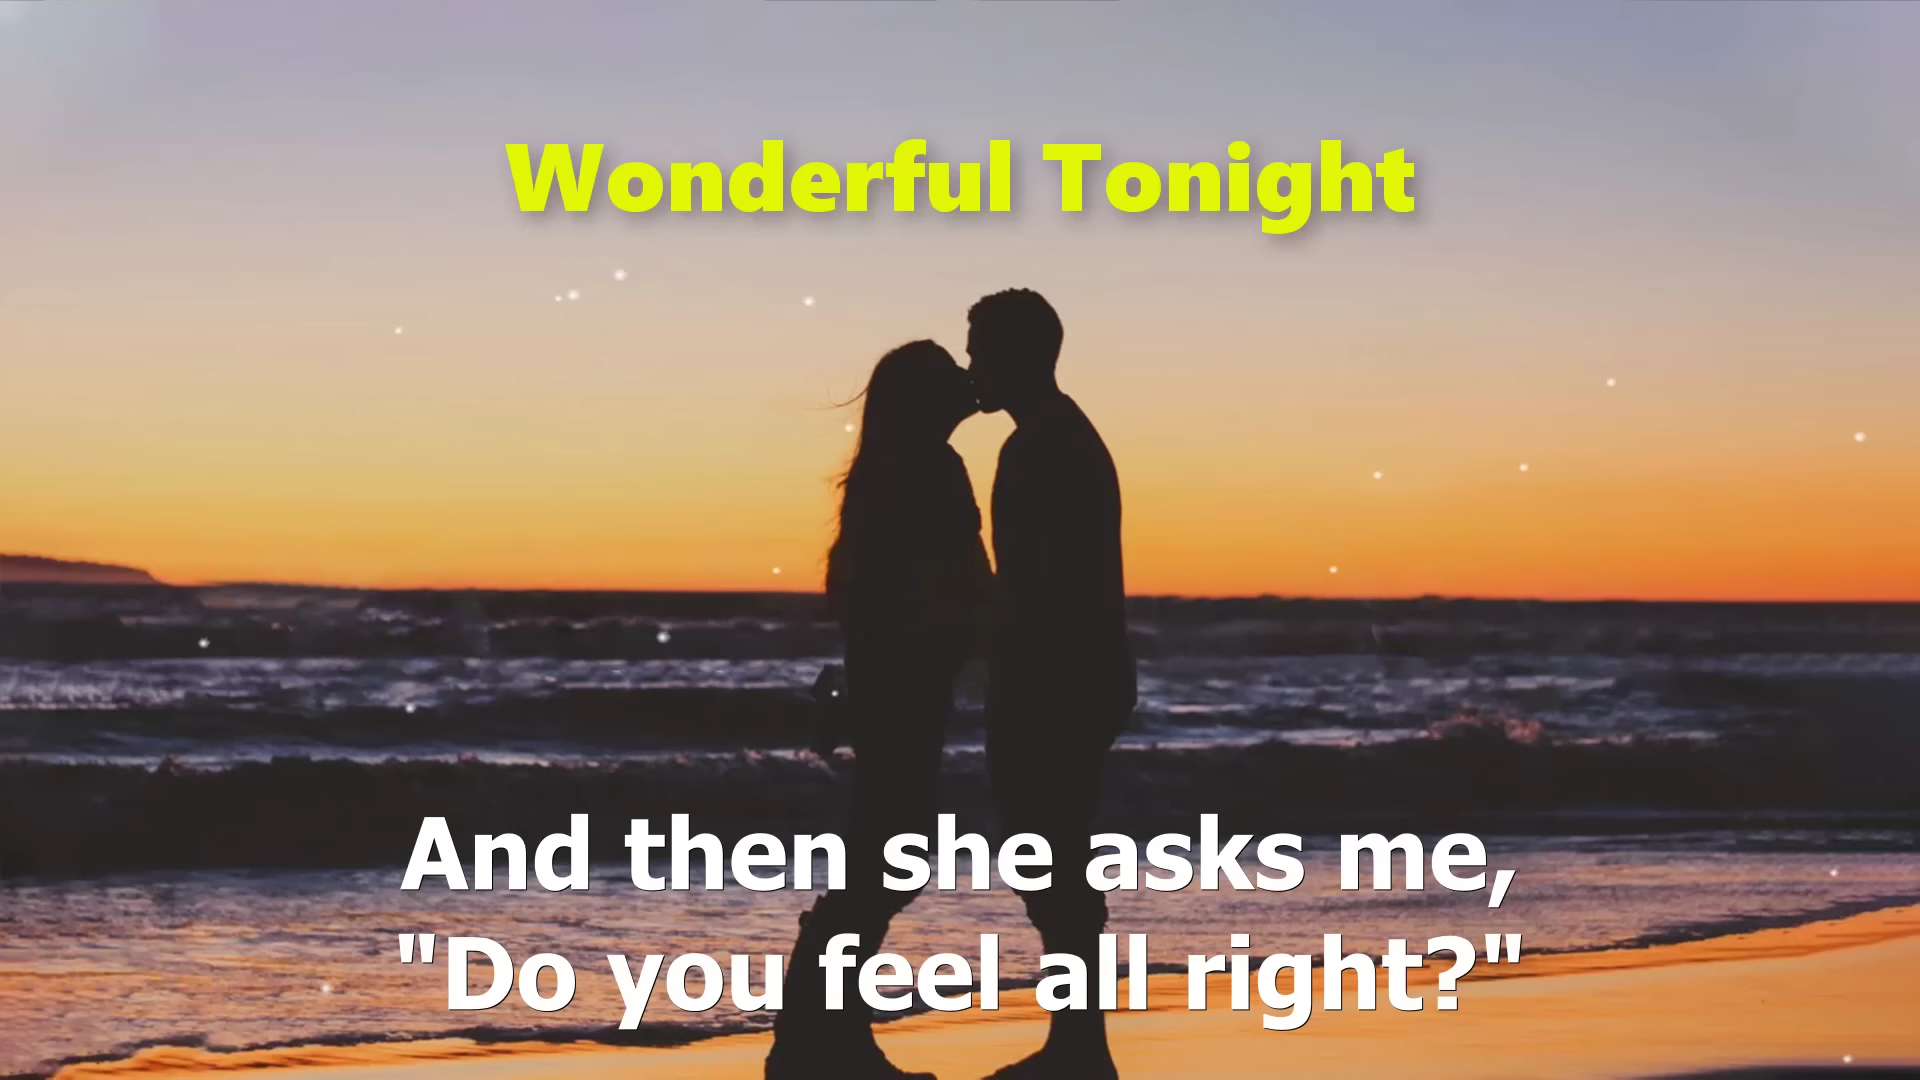 Wonderful Tonight
And then she asks me,
"Do you feel all right?"